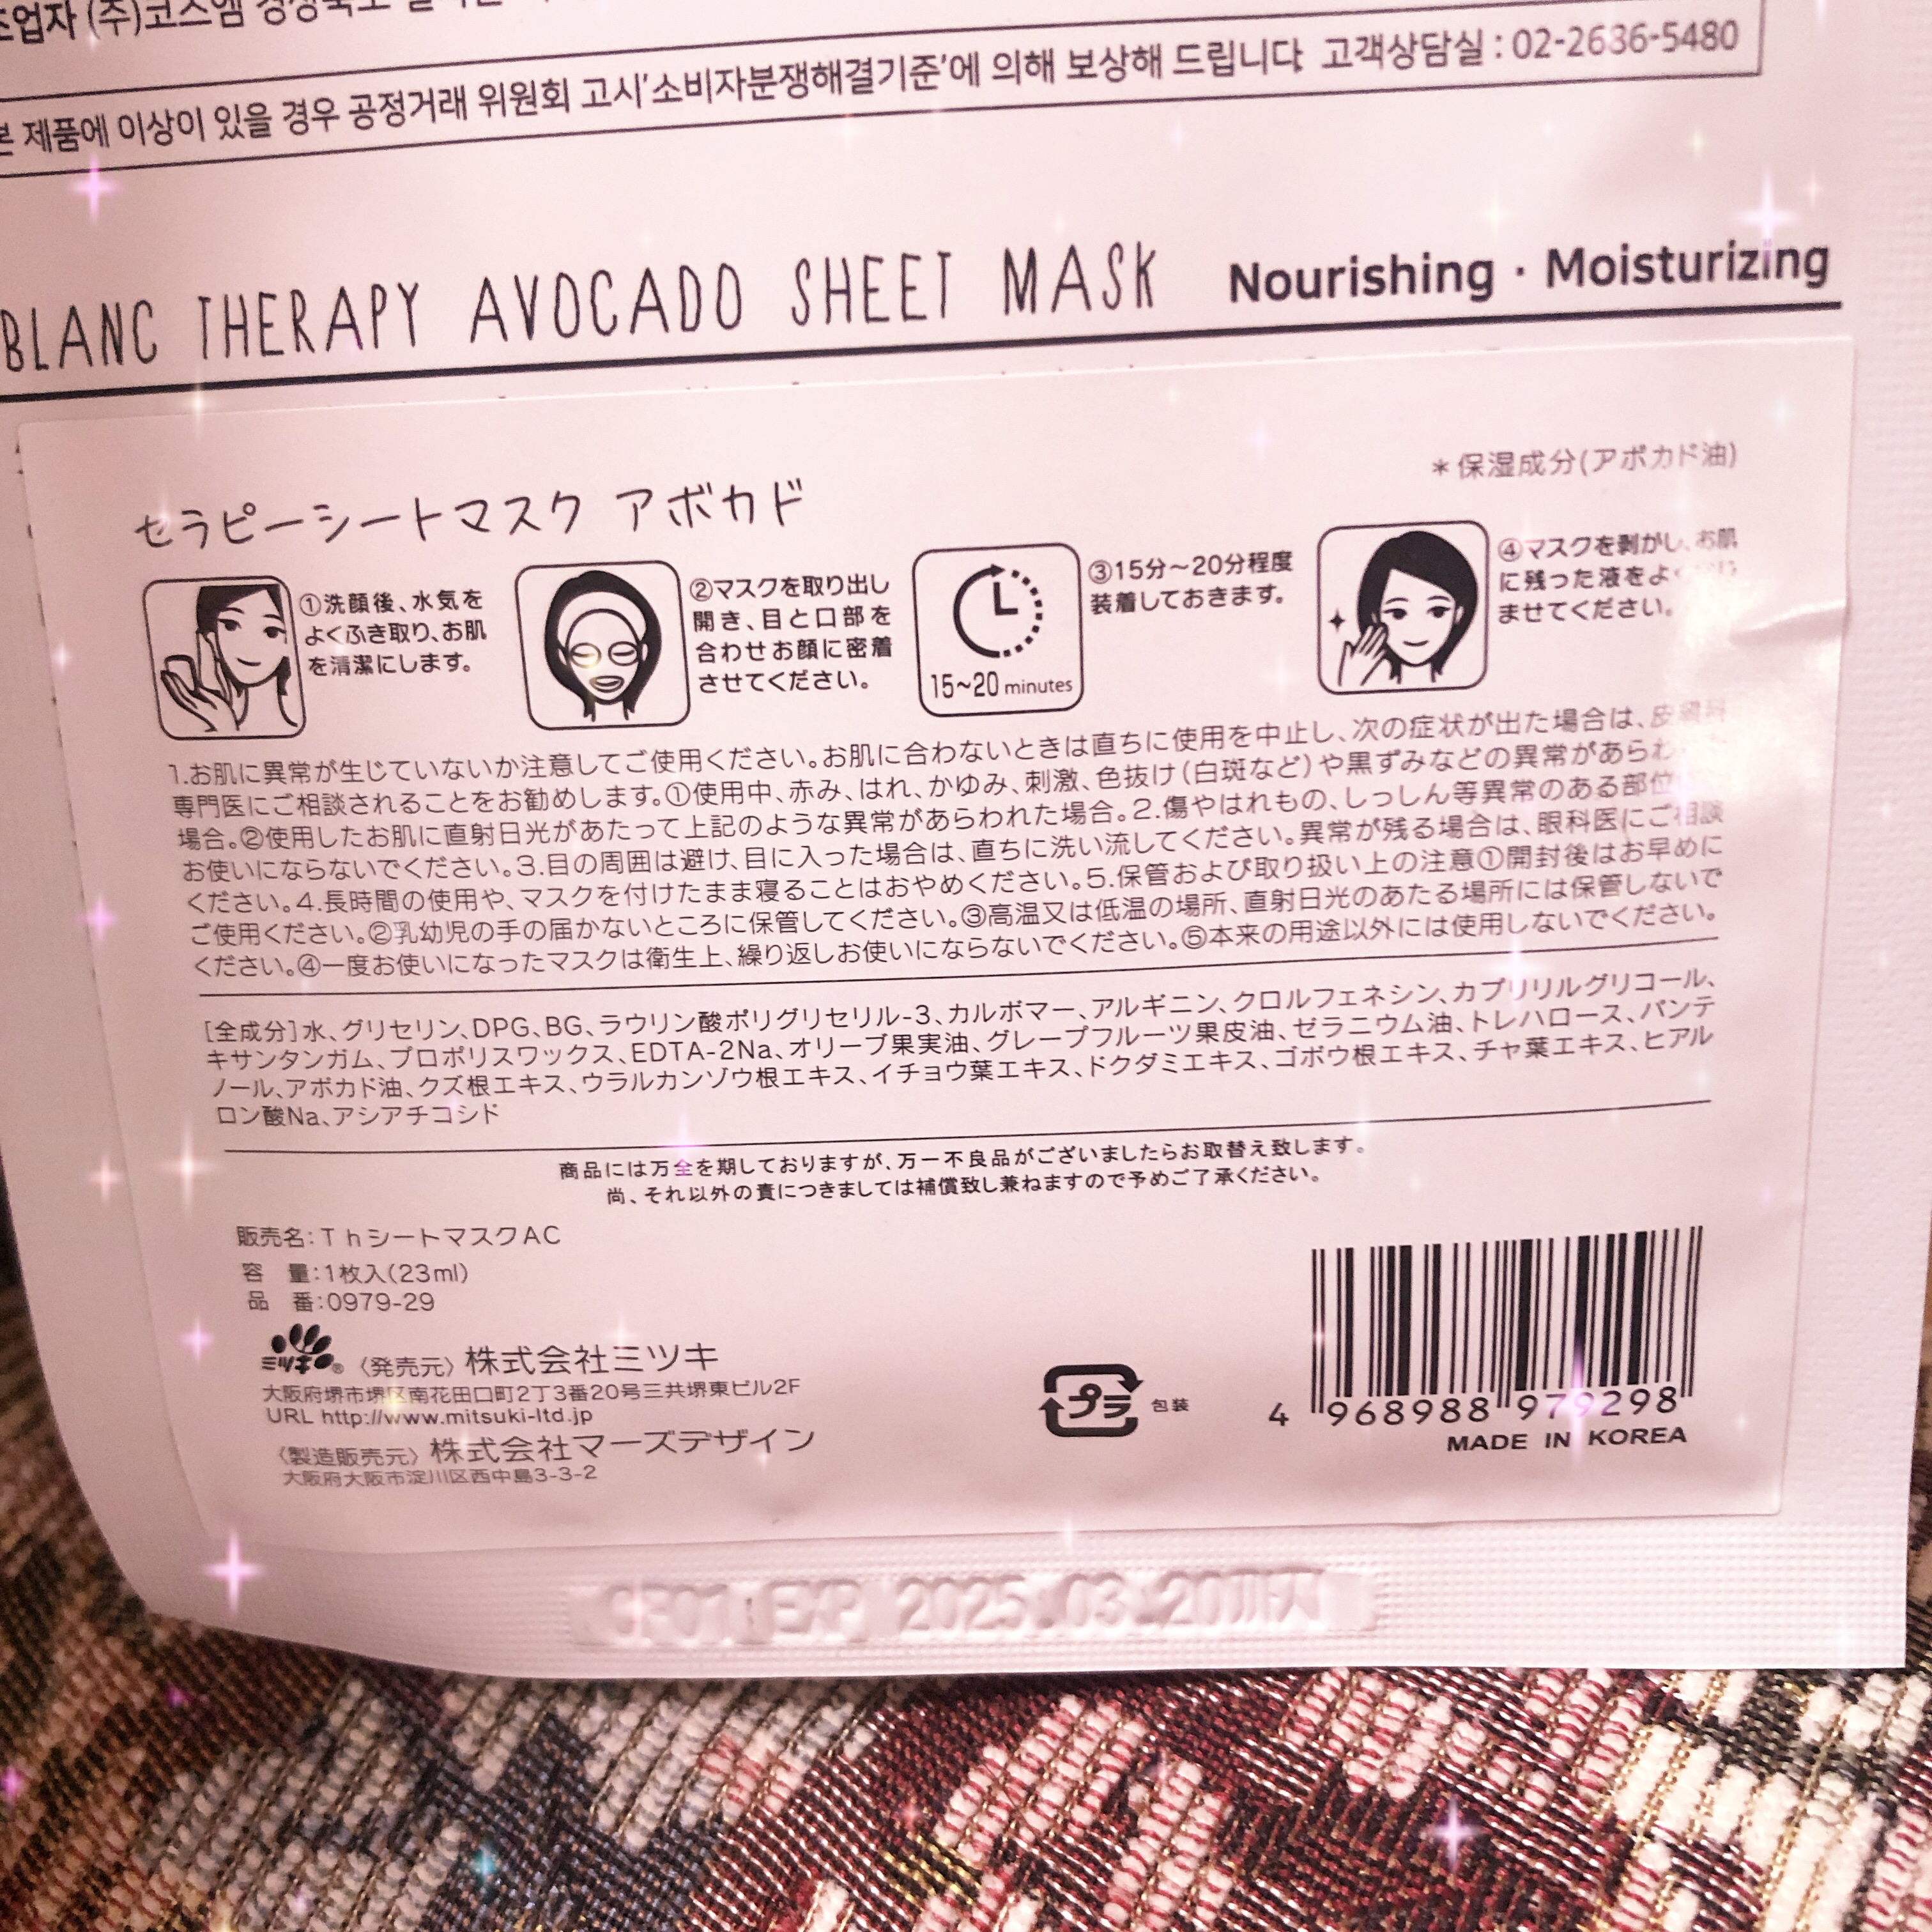 조업자 (주)코스엠
본 제품에 이상이 있을 경우 공정거래 위원회 고시'소비자분쟁해결기준'에 의해 보상해 드립니다. 고객상담실 : 02-2636-5480
BLANC THERAPY AVOCADO SHEET MASK Nourishing · Moisturizing
＊保湿成分(アボカド油)
セラピーシートマスク アボカド
①洗顔後、水気を
よくふき取り、お肌
を清潔にします。
②マスクを取り出し
開き、目と口部を
合わせお顔に密着
させてください。
15~20 minutes
③15分～20分程度
装着しておきます。
④マスクを剥がし、お肌
に残った液をよく
ませてください。
1.お肌に異常が生じていないか注意してご使用ください。お肌に合わないときは直ちに使用を中止し、次の症状が出た場合は、皮膚科
専門医にご相談されることをお勧めします。①使用中、赤み、はれ、かゆみ、刺激、色抜け(白斑など)や黒ずみなどの異常があらわ
場合。②使用したお肌に直射日光があたって上記のような異常があらわれた場合。2.傷やはれもの、しっしん等異常のある部位
お使いにならないでください。3.目の周囲は避け、目に入った場合は、直ちに洗い流してください。異常が残る場合は、眼科医にご相談
ください。4.長時間の使用や、マスクを付けたまま寝ることはおやめください。5.保管および取り扱い上の注意①開封後はお早めに
ご使用ください。②乳幼児の手の届かないところに保管してください。③高温又は低温の場所、直射日光のあたる場所には保管しないで
ください。④一度お使いになったマスクは衛生上、繰り返しお使いにならないでください。⑤本来の用途以外には使用しないでください。
[全成分]水、グリセリン、DPG、BG、ラウリン酸ポリグリセリル-3、カルボマー、アルギニン、クロルフェネシン、カプリリルグリコール、
キサンタンガム、プロポリスワックス、EDTA-2Na、オリーブ果実油、グレープフルーツ果皮油、ゼラニウム油、トレハロース、パンテ
ノール、アボカド油、クズ根エキス、ウラルカンゾウ根エキス、イチョウ葉エキス、ドクダミエキス、ゴボウ根エキス、チャ葉エキス、ヒアル
ロン酸Na、アシアチコシド
商品には万全を期しておりますが、万一不良品がございましたらお取替え致します。
尚、それ以外の責につきましては補償致し兼ねますので予めご了承ください。
販売名：ThシートマスクAC
容 量：1枚入(23ml)
品 番：0979-29
ミツキ® 〈発売元〉株式会社ミツキ
大阪府堺市堺区南花田口町2丁3番20号三共堺東ビル2F
URL http://www.mitsuki-ltd.jp
〈製造販売元〉株式会社マーズデザイン
大阪府大阪市淀川区西中島3-3-2
プラ 包装
4 968988 979298
MADE IN KOREA
CF01 EXP 2025.03.20까지